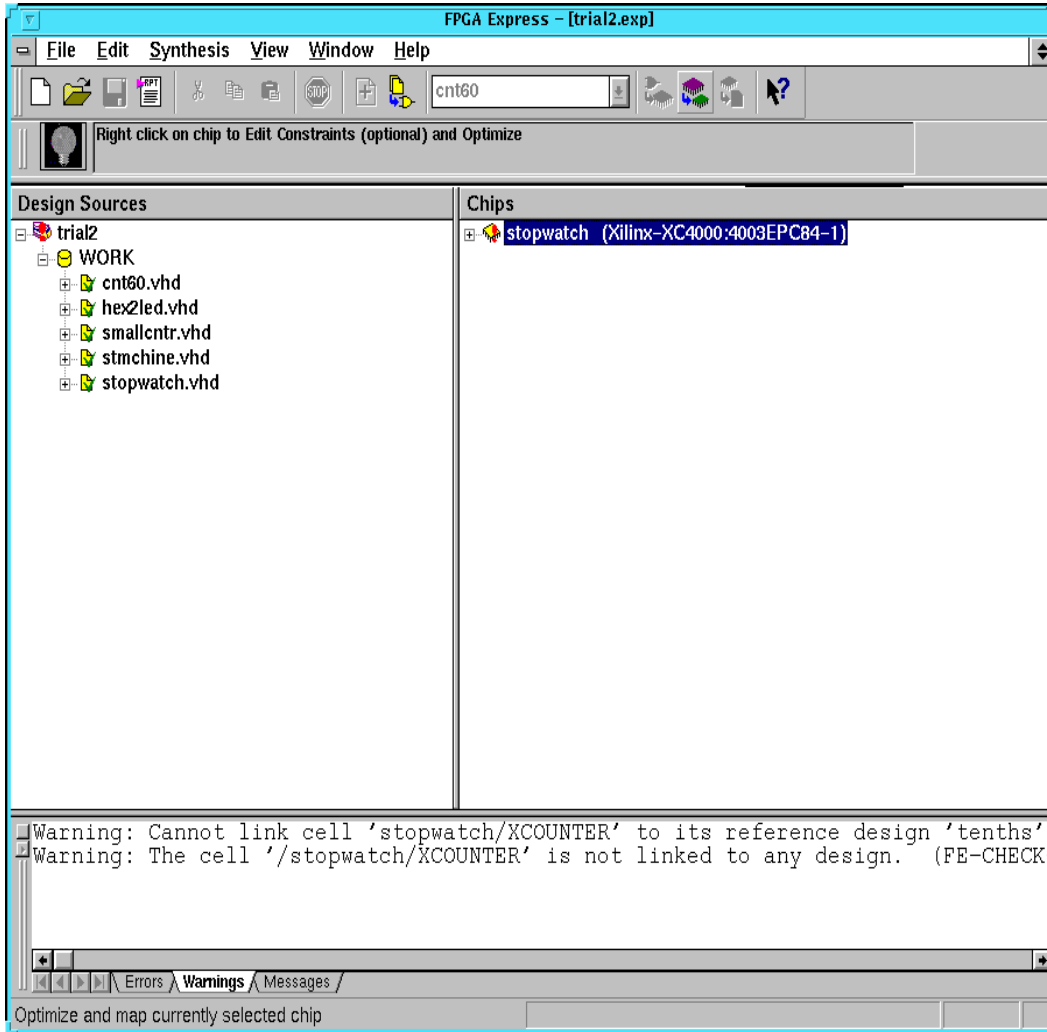 FPGA Express – [trial2.exp]
File Edit Synthesis View Window Help
RPT STOP cnt60 ?
Right click on chip to Edit Constraints (optional) and Optimize
Design Sources
trial2
WORK
cnt60.vhd
hex2led.vhd
smallcntr.vhd
stmchine.vhd
stopwatch.vhd
Chips
stopwatch (Xilinx-XC4000:4003EPC84-1)
Warning: Cannot link cell 'stopwatch/XCOUNTER' to its reference design 'tenths'
Warning: The cell '/stopwatch/XCOUNTER' is not linked to any design. (FE-CHECK
Errors Warnings Messages
Optimize and map currently selected chip